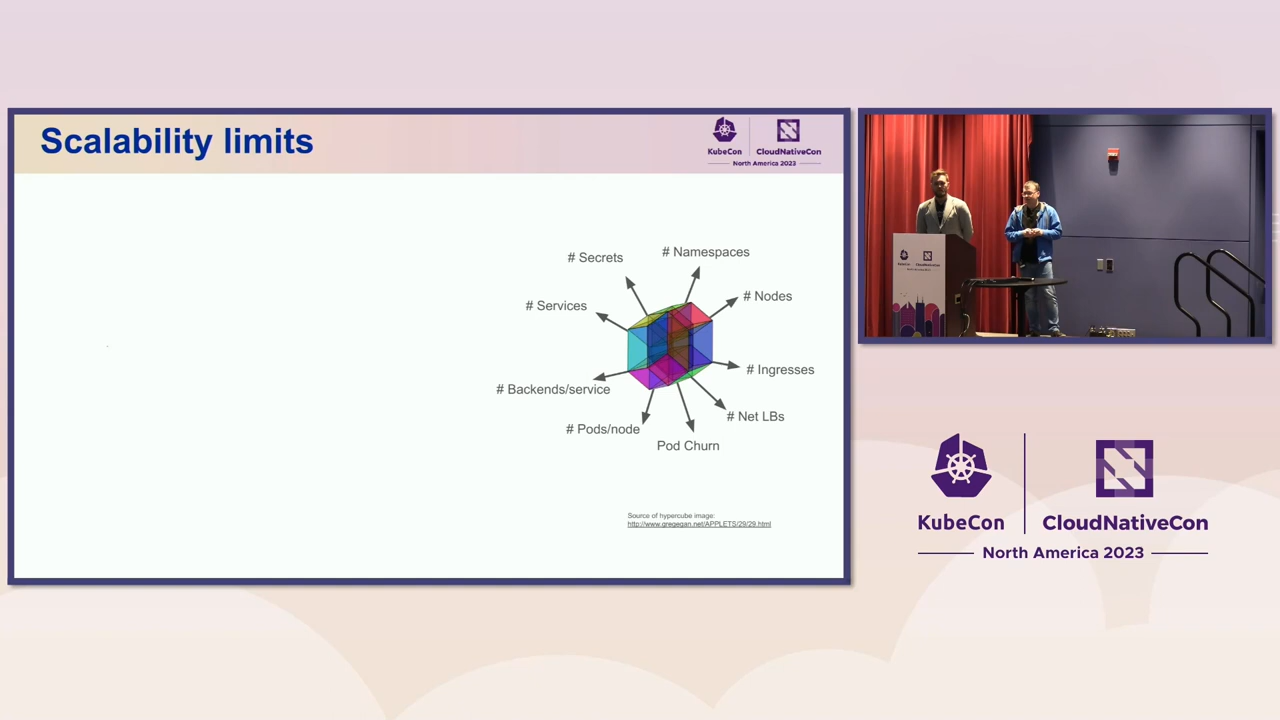 Scalability limits
KubeCon
CloudNativeCon
North America 2023
# Secrets
# Namespaces
# Services
# Nodes
# Backends/service
# Ingresses
# Pods/node
# Net LBs
Pod Churn
Source of hypercube image:
http://www.gregegan.net/APPLETS/29/29.html
KubeCon
CloudNativeCon
North America 2023